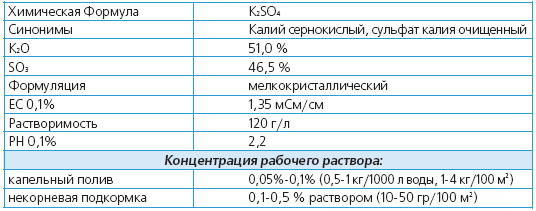 Химическая Формула K₂SO₄
Синонимы Калий сернокислый, сульфат калия очищенный
K₂O 51,0 %
SO₃ 46,5 %
Формуляция мелкокристаллический
EC 0,1% 1,35 мСм/см
Растворимость 120 г/л
PH 0,1% 2,2
Концентрация рабочего раствора:
капельный полив 0,05%-0,1% (0,5-1 кг/1000 л воды, 1-4 кг/100 м²)
некорневая подкормка 0,1-0,5 % раствором (10-50 гр/100 м²)